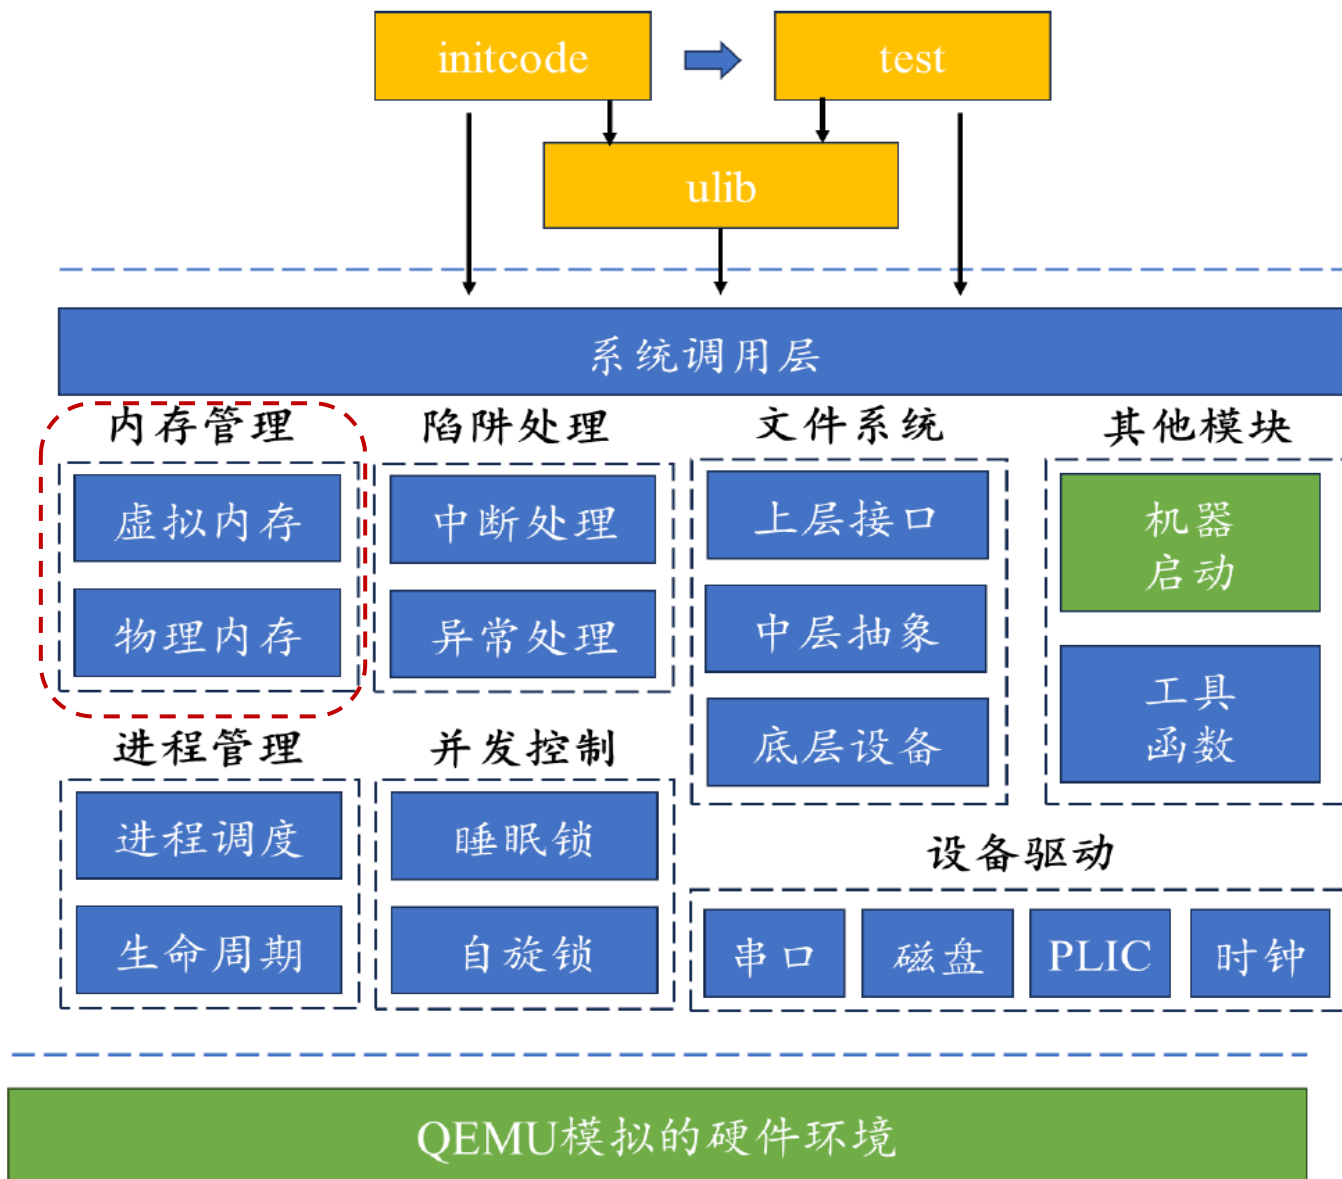 initcode
test
ulib
系统调用层
内存管理
虚拟内存
物理内存
陷阱处理
中断处理
异常处理
文件系统
上层接口
中层抽象
底层设备
其他模块
机器
启动
工具
函数
进程管理
进程调度
生命周期
并发控制
睡眠锁
自旋锁
设备驱动
串口
磁盘
PLIC
时钟
QEMU模拟的硬件环境